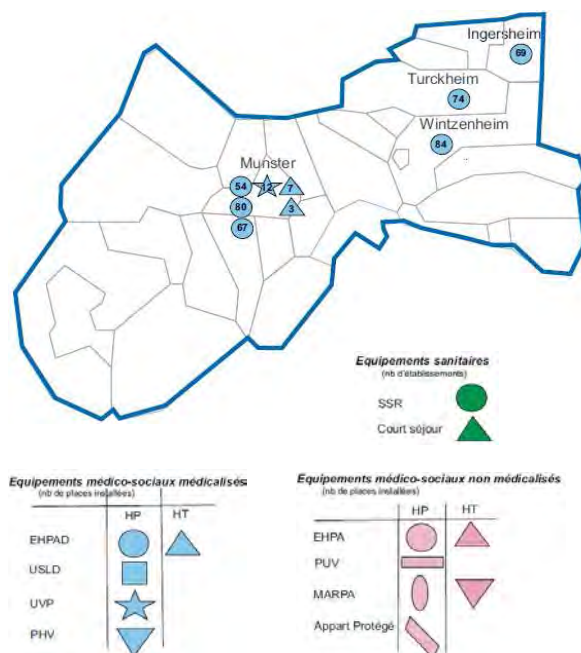 Ingersheim
69
Turckheim
74
Wintzenheim
84
Munster
54 12 7
80 3
67
Equipements sanitaires
(nb d'établissements)
SSR
Court séjour
Equipements médico-sociaux médicalisés
(nb de places installées)
HP HT
EHPAD
USLD
UVP
PHV
Equipements médico-sociaux non médicalisés
(nb de places installées)
HP HT
EHPA
PUV
MARPA
Appart Protégé